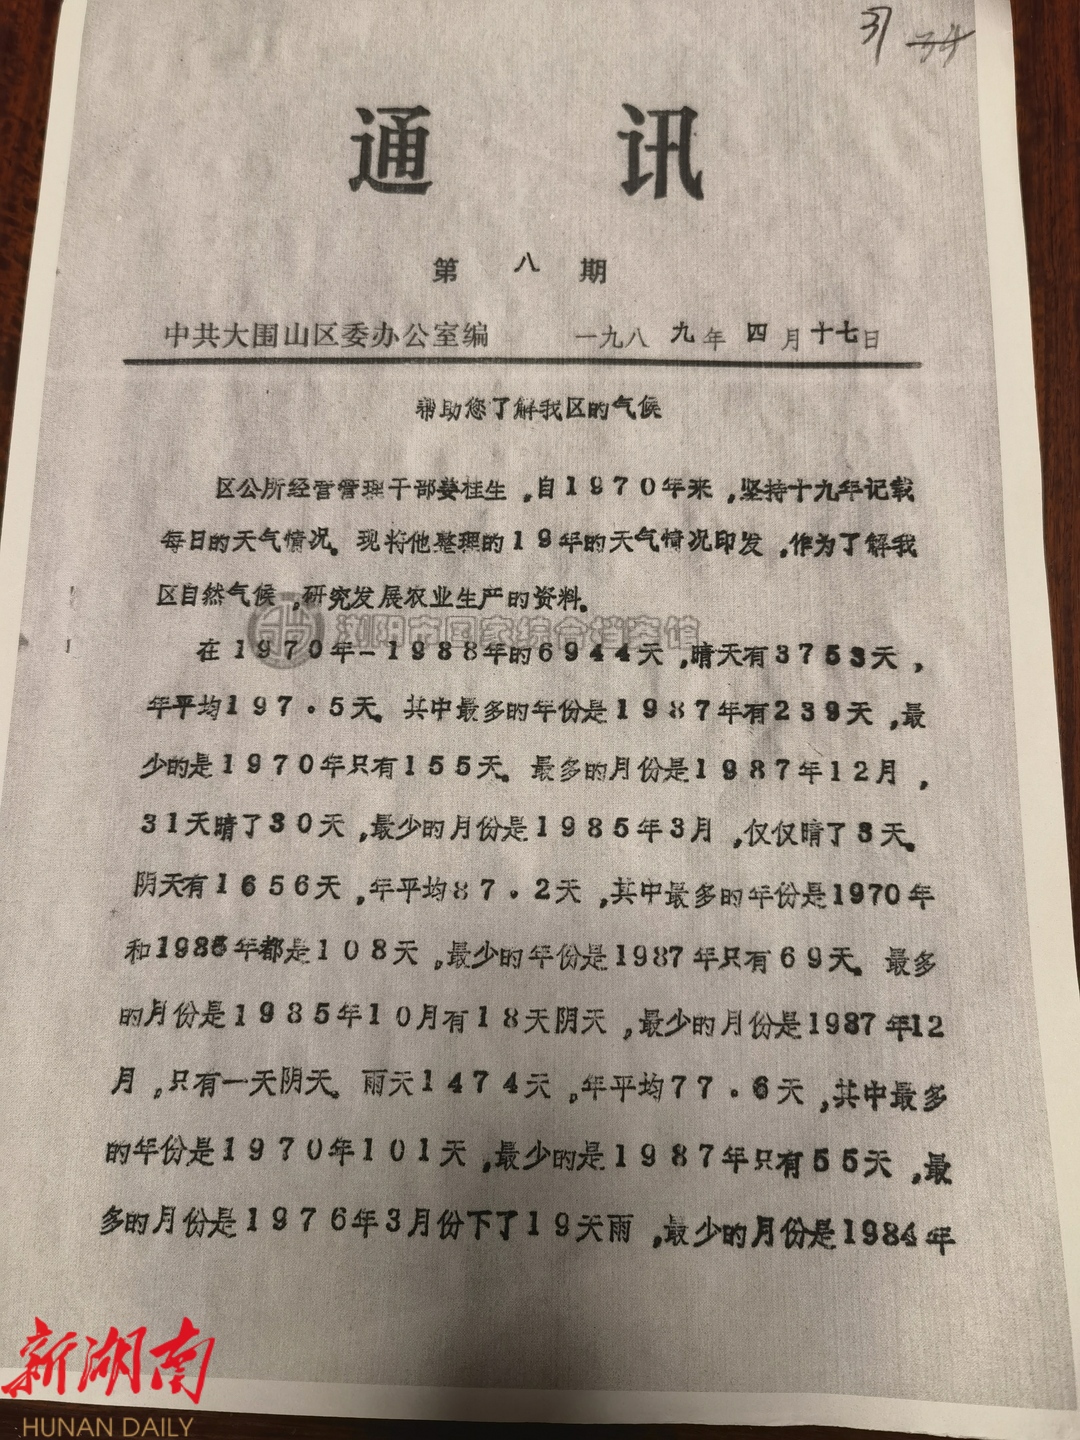 31 34
通 讯
第 八 期
中共大围山区委办公室编 一九八九年四月十七日
帮助您了解我区的气候
区公所经营管理干部姜桂生,自1970年来,坚持十九年记载
每日的天气情况。现将他整理的19年的天气情况印发,作为了解我
区自然气候,研究发展农业生产的资料。
浏阳市国家综合档案馆
在1970年-1988年的6944天,晴天有3753天,
年平均197.5天。其中最多的年份是1987年有239天,最
少的是1970年只有155天。最多的月份是1987年12月,
31天晴了30天,最少的月份是1985年3月,仅仅晴了3天。
阴天有1656天,年平均87.2天,其中最多的年份是1970年
和1985年都是108天,最少的年份是1987年只有69天。最多
的月份是1985年10月有18天阴天,最少的月份是1987年12
月,只有一天阴天。雨天1474天,年平均77.6天,其中最多
的年份是1970年101天,最少的是1987年只有55天,最
多的月份是1976年3月份下了19天雨,最少的月份是1984年
新湖南
HUNAN DAILY